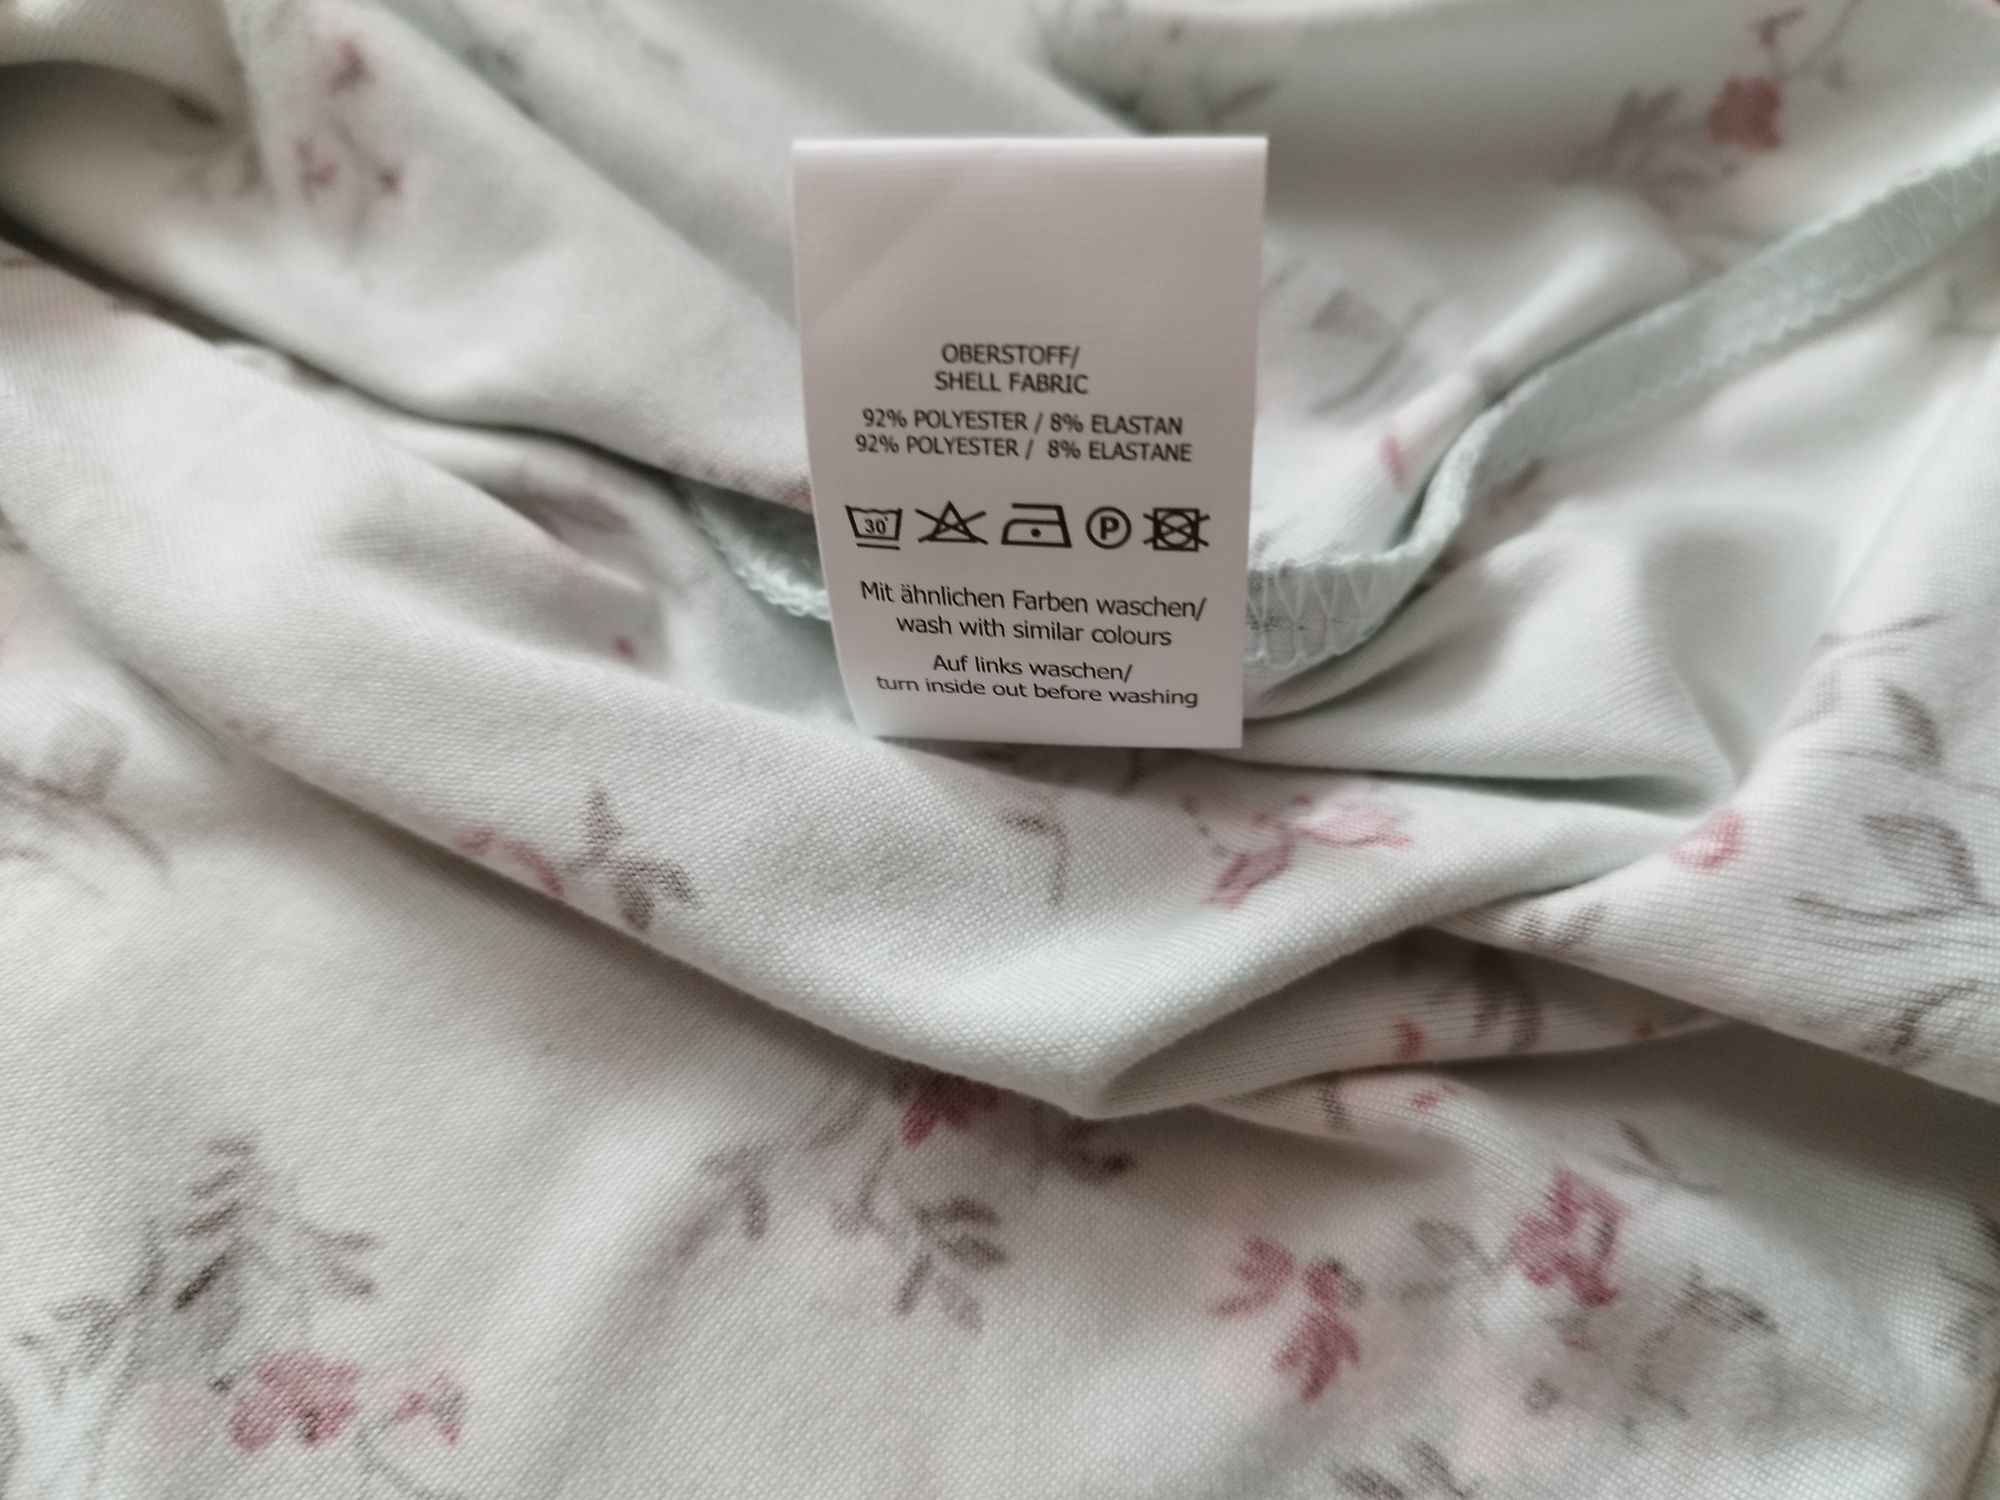 OBERSTOFF/
SHELL FABRIC
92% POLYESTER / 8% ELASTAN
92% POLYESTER / 8% ELASTANE
30° P
Mit ähnlichen Farben waschen/
wash with similar colours
Auf links waschen/
turn inside out before washing